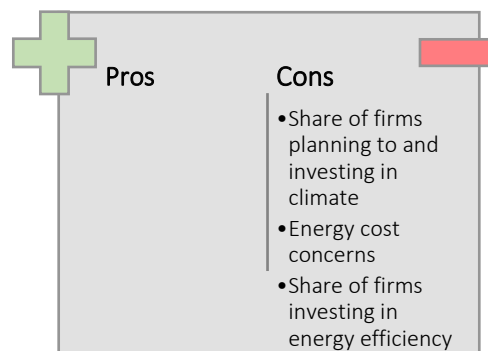 Pros
Cons
•Share of firms
planning to and
investing in
climate
•Energy cost
concerns
•Share of firms
investing in
energy efficiency